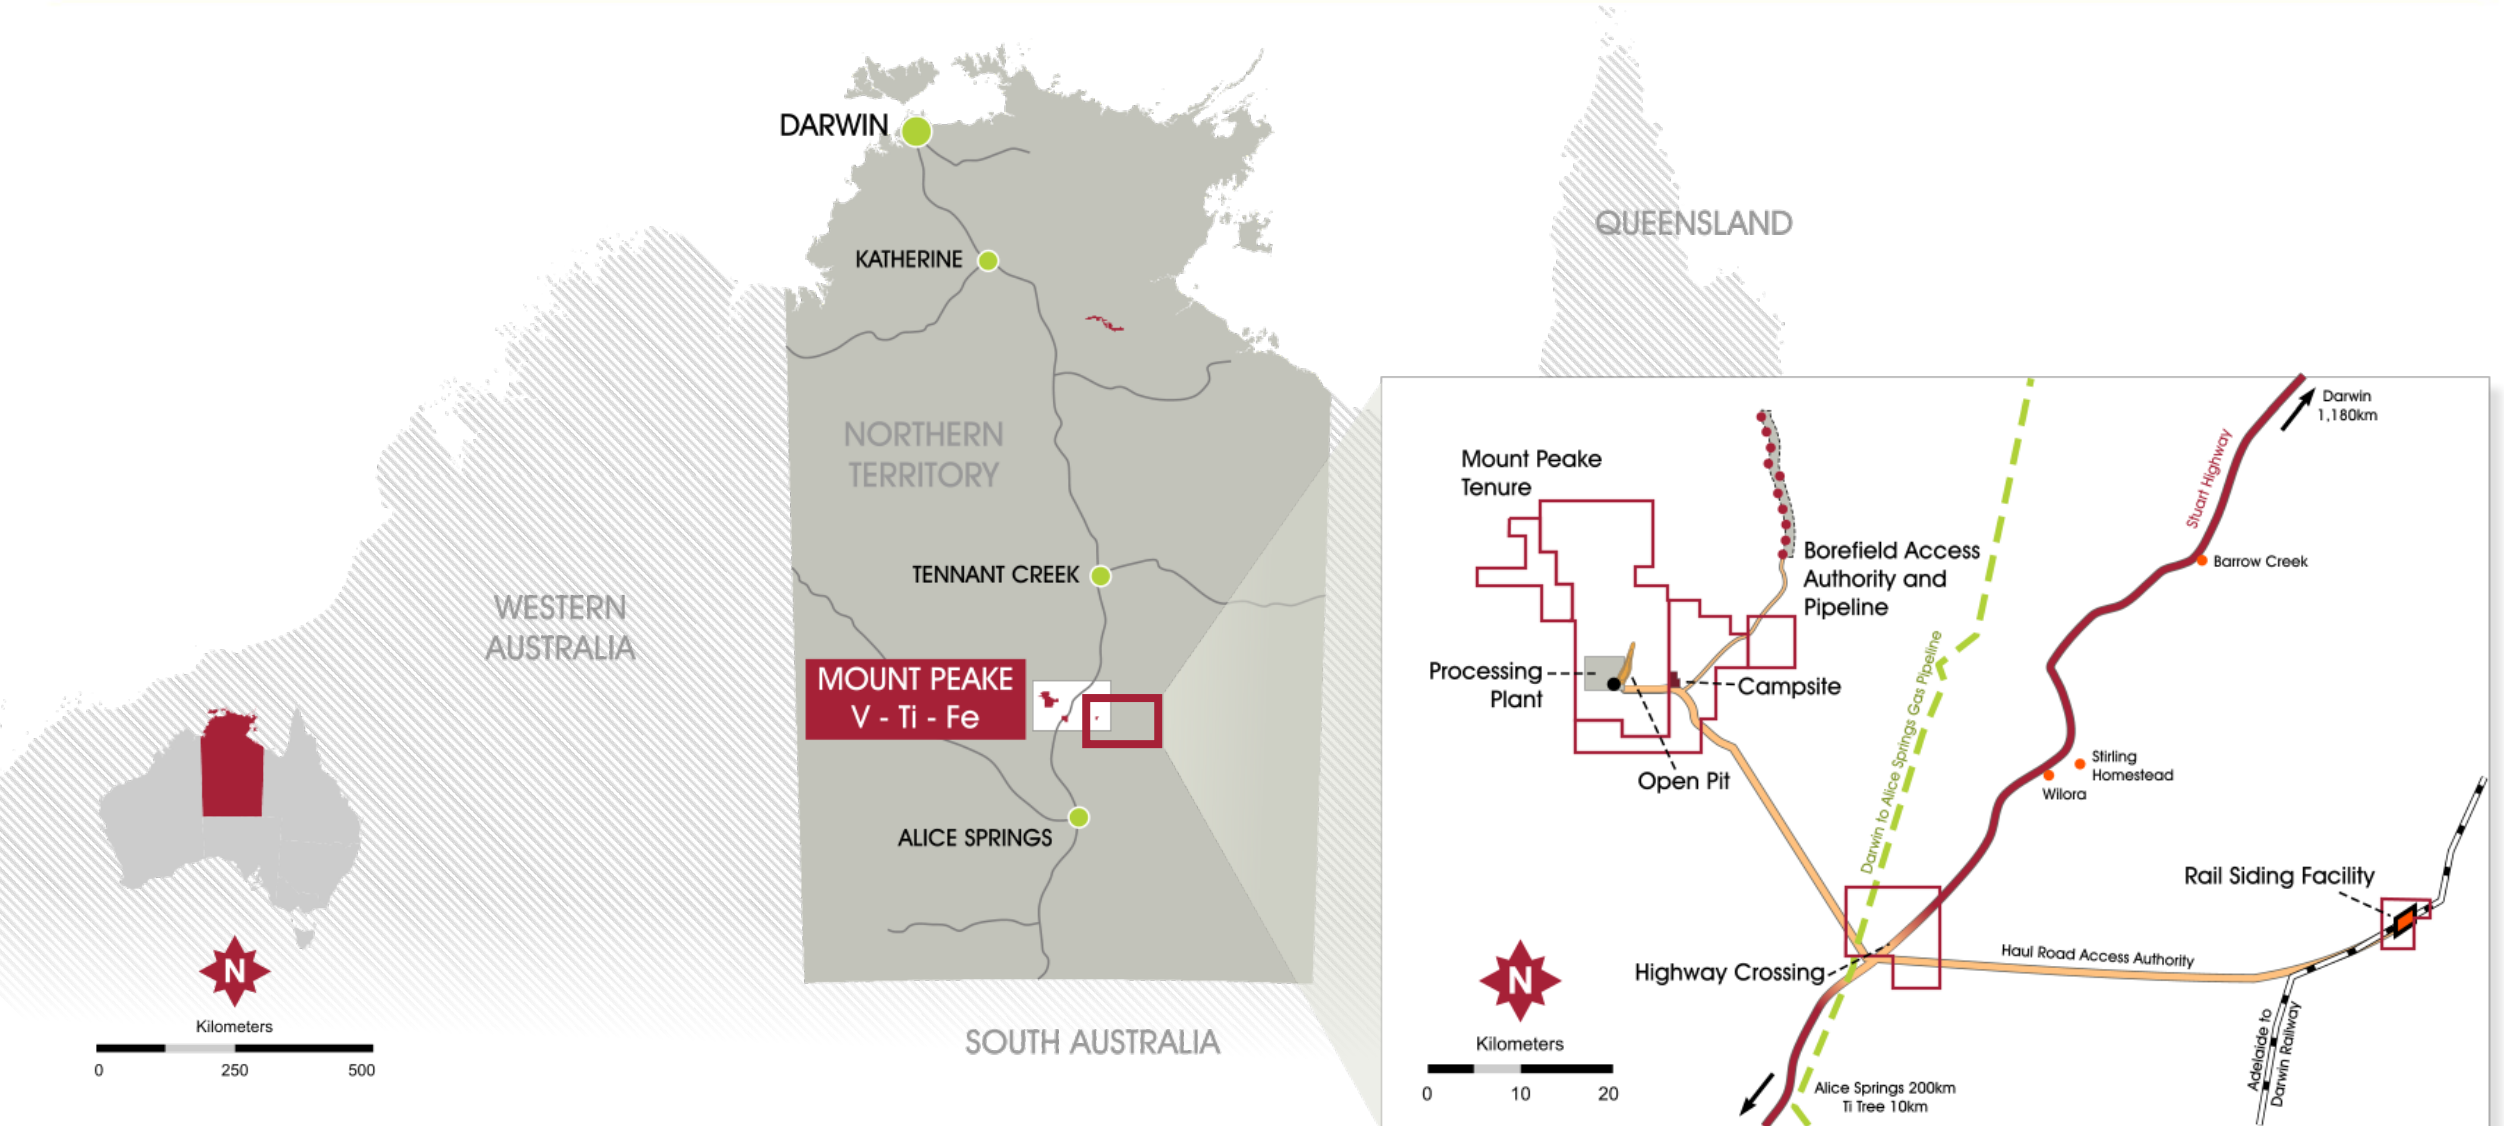 DARWIN
KATHERINE
QUEENSLAND
NORTHERN
TERRITORY
TENNANT CREEK
WESTERN
AUSTRALIA
MOUNT PEAKE
V - Ti - Fe
ALICE SPRINGS
SOUTH AUSTRALIA
N
Kilometers
0 250 500
Darwin
1,180km
Stuart Highway
Mount Peake
Tenure
Borefield Access
Authority and
Pipeline
Barrow Creek
Processing
Plant
Campsite
Open Pit
Darwin to Alice Springs Gas Pipeline
Stirling
Homestead
Wilora
Rail Siding Facility
Haul Road Access Authority
Highway Crossing
N
Kilometers
0 10 20
Alice Springs 200km
Ti Tree 10km
Adelaide to
Darwin Railway